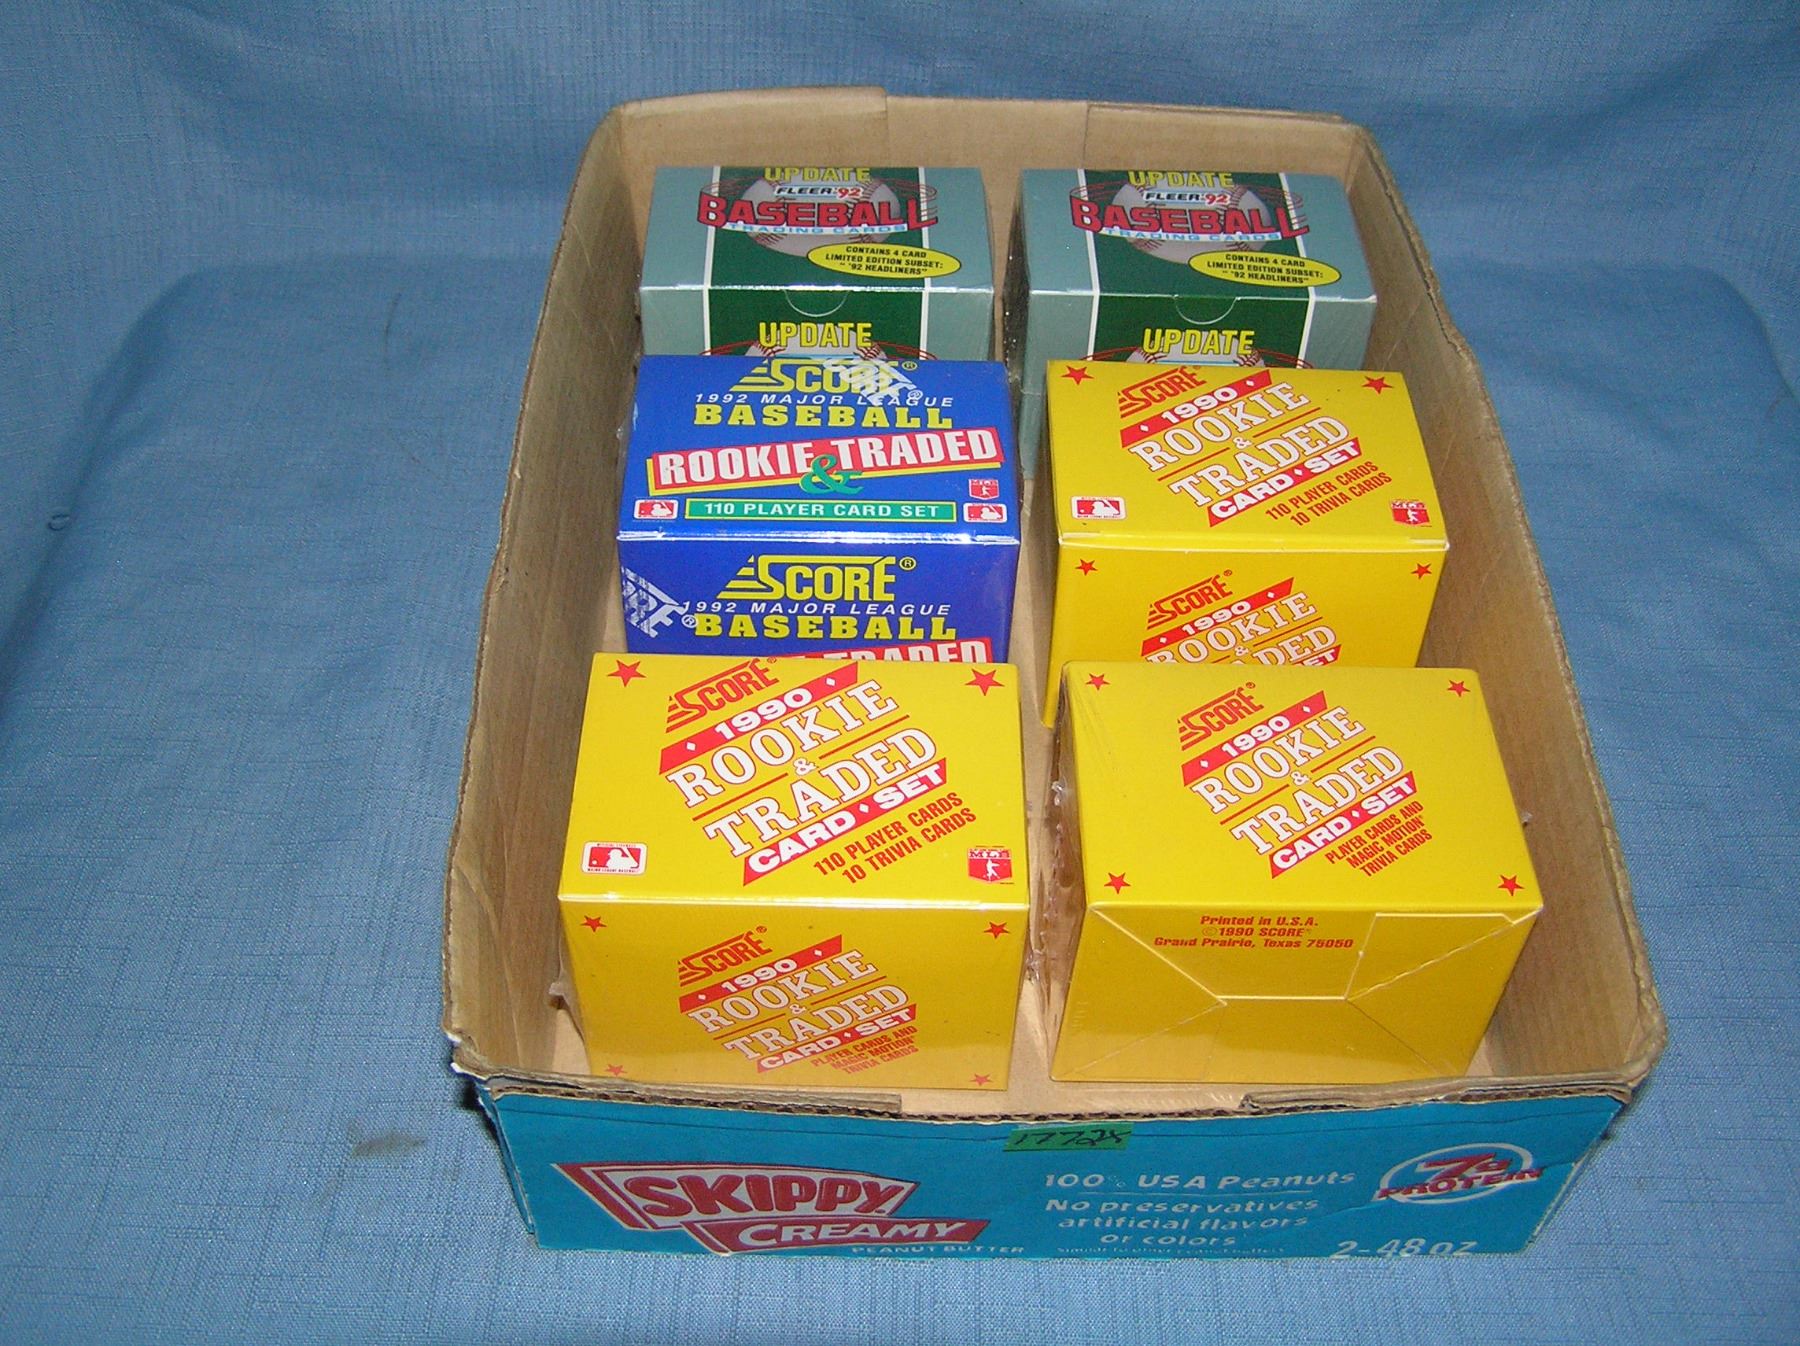 UPDATE
FLEER '92
BASEBALL
TRADING CARDS
CONTAINS 4 CARD
LIMITED EDITION SUBSET:
" '92 HEADLINERS"
UPDATE
UPDATE
FLEER '92
BASEBALL
TRADING CARDS
CONTAINS 4 CARD
LIMITED EDITION SUBSET:
" '92 HEADLINERS"
UPDATE
SCORE®
1992 MAJOR LEAGUE
BASEBALL
ROOKIE & TRADED
110 PLAYER CARD SET
SCORE®
1992 MAJOR LEAGUE
BASEBALL
TRADED
SCORE®
1990
ROOKIE
&
TRADED
CARD SET
110 PLAYER CARDS
10 TRIVIA CARDS
SCORE®
1990
ROOKIE
&
SCORE®
1990
ROOKIE
&
TRADED
CARD SET
110 PLAYER CARDS
10 TRIVIA CARDS
SCORE®
1990
ROOKIE
&
TRADED
CARD SET
PLAYER CARDS AND
MAGIC MOTION®
TRIVIA CARDS
SCORE®
1990
ROOKIE
&
TRADED
CARD SET
PLAYER CARDS AND
MAGIC MOTION®
TRIVIA CARDS
Printed in U.S.A.
©1990 SCORE®
Grand Prairie, Texas 75050
SKIPPY
CREAMY
PEANUT BUTTER
100% USA Peanuts
No preservatives
artificial flavors
or colors
7g
PROTEIN
2-48 OZ